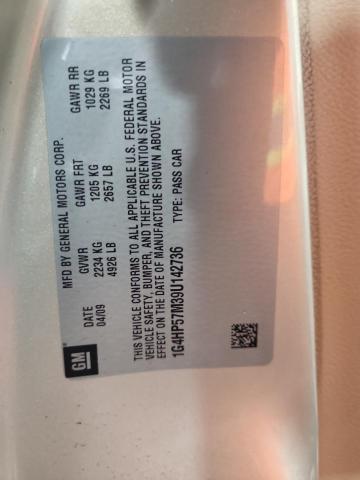 GM®
MFD BY GENERAL MOTORS CORP.
DATE GVWR GAWR FRT GAWR RR
04/09 2234 KG 1205 KG 1029 KG
4926 LB 2657 LB 2269 LB
THIS VEHICLE CONFORMS TO ALL APPLICABLE U.S. FEDERAL MOTOR
VEHICLE SAFETY, BUMPER, AND THEFT PREVENTION STANDARDS IN
EFFECT ON THE DATE OF MANUFACTURE SHOWN ABOVE.
1G4HP57M39U142736 TYPE: PASS CAR